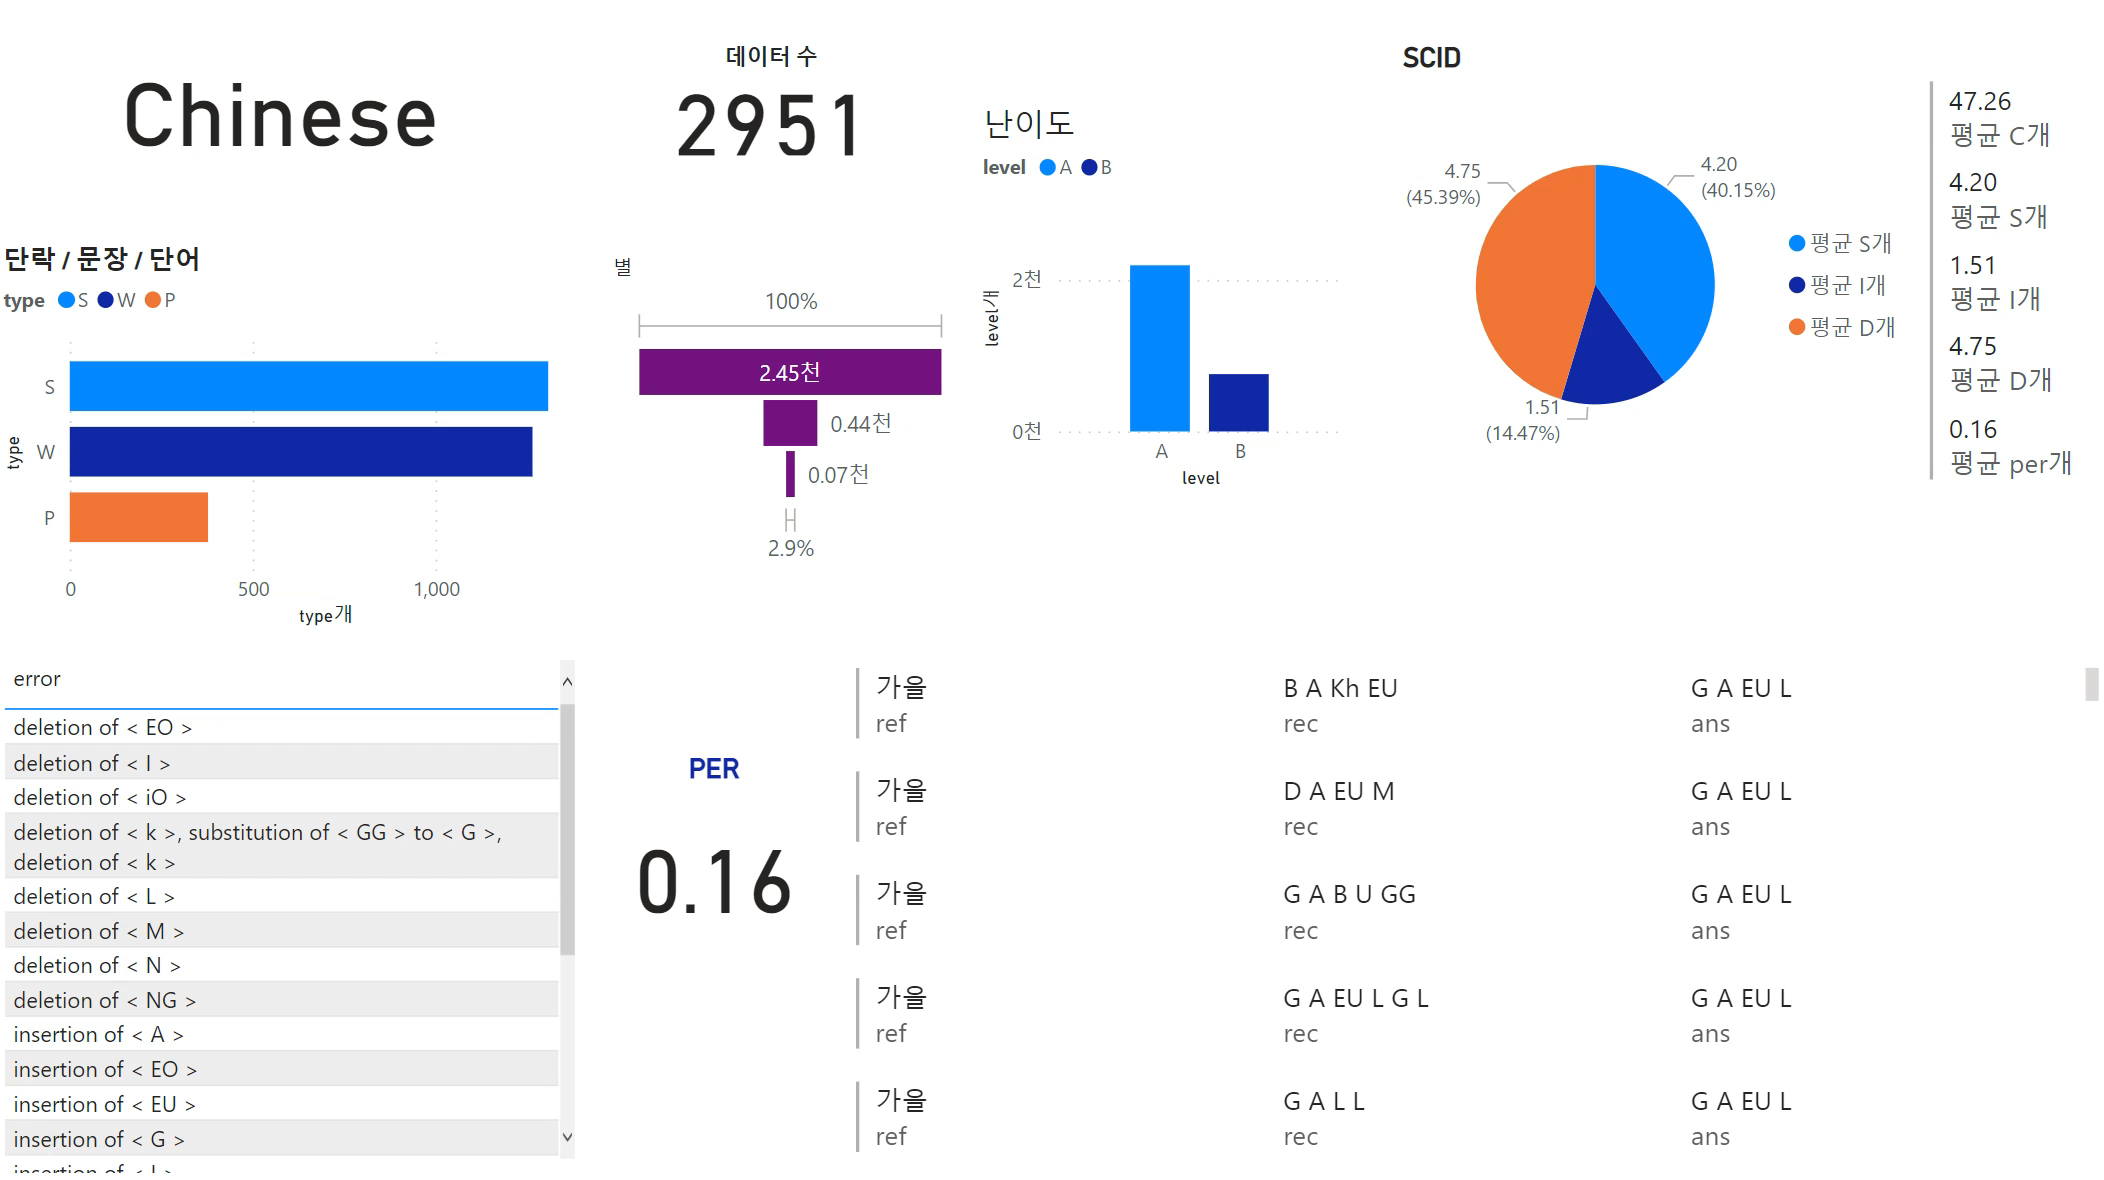 Chinese
데이터 수
2951
단락 / 문장 / 단어
type S W P
type
S
W
P
0 500 1,000
type개
별
100%
2.45천
0.44천
0.07천
2.9%
난이도
level A B
level개
2천
0천
A B
level
SCID
4.75
(45.39%)
4.20
(40.15%)
1.51
(14.47%)
평균 S개
평균 I개
평균 D개
47.26
평균 C개
4.20
평균 S개
1.51
평균 I개
4.75
평균 D개
0.16
평균 per개
error
deletion of < EO >
deletion of < I >
deletion of < iO >
deletion of < k >, substitution of < GG > to < G >,
deletion of < k >
deletion of < L >
deletion of < M >
deletion of < N >
deletion of < NG >
insertion of < A >
insertion of < EO >
insertion of < EU >
insertion of < G >
PER
0.16
가을 B A Kh EU G A EU L
ref rec ans
가을 D A EU M G A EU L
ref rec ans
가을 G A B U GG G A EU L
ref rec ans
가을 G A EU L G L G A EU L
ref rec ans
가을 G A L L G A EU L
ref rec ans